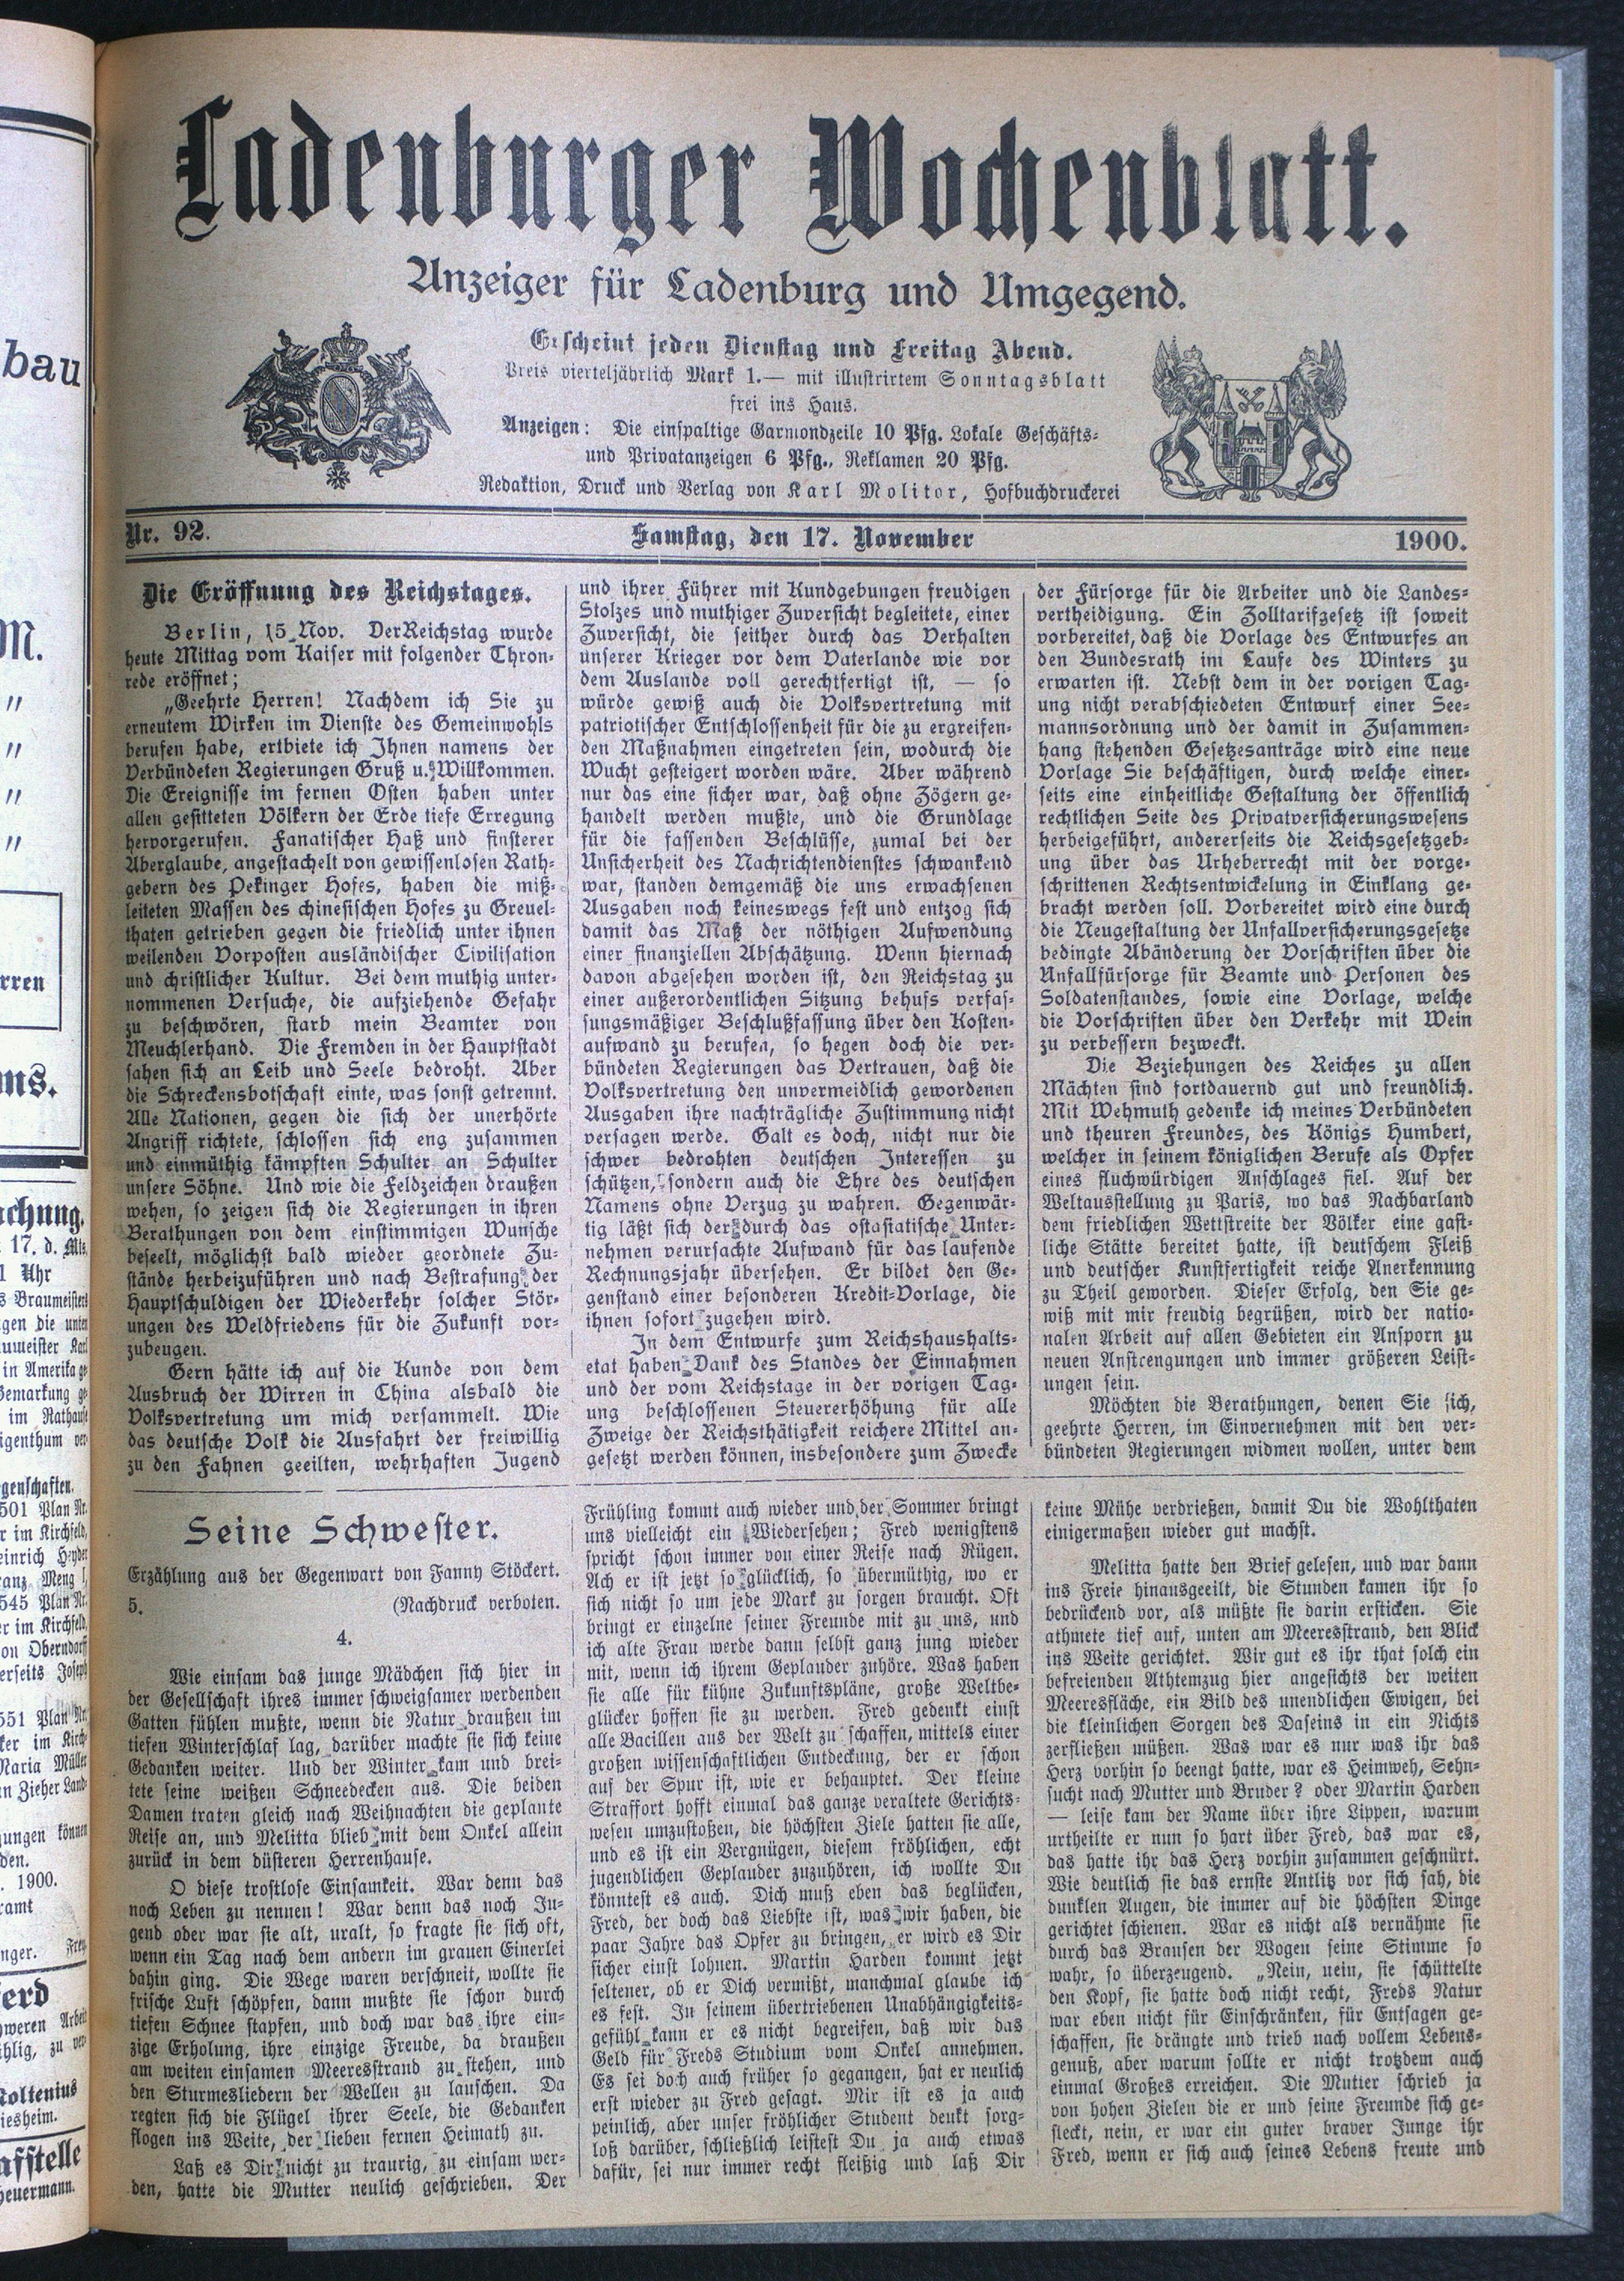 Ladenburger Wochenblatt.
Anzeiger für Ladenburg und Umgegend.
Erscheint jeden Dienstag und Freitag Abend.
Preis vierteljährlich Mark 1.— mit illustrirtem Sonntagsblatt
frei ins Haus.
Anzeigen: Die einspaltige Garmondzeile 10 Pfg. Lokale Geschäfts-
und Privatanzeigen 6 Pfg., Reklamen 20 Pfg.
Redaktion, Druck und Verlag von Karl Molitor, Hofbuchdruckerei
Nr. 92. Samstag, den 17. November 1900.
Die Eröffnung des Reichstages.
Berlin, 15 Nov. Der Reichstag wurde
heute Mittag vom Kaiser mit folgender Thron-
rede eröffnet;
„Geehrte Herren! Nachdem ich Sie zu
erneutem Wirken im Dienste des Gemeinwohls
berufen habe, ertbiete ich Ihnen namens der
Verbündeten Regierungen Gruß u. Willkommen.
Die Ereignisse im fernen Osten haben unter
allen gesitteten Völkern der Erde tiefe Erregung
hervorgerufen. Fanatischer Haß und finsterer
Aberglaube, angestachelt von gewissenlosen Rath-
gebern des Pekinger Hofes, haben die miß-
leiteten Massen des chinesischen Hofes zu Greuel-
thaten getrieben gegen die friedlich unter ihnen
weilenden Vorposten ausländischer Civilisation
und christlicher Kultur. Bei dem muthig unter-
nommenen Versuche, die aufziehende Gefahr
zu beschwören, starb mein Beamter von
Meuchlerhand. Die Fremden in der Hauptstadt
sahen sich an Leib und Seele bedroht. Aber
die Schreckensbotschaft einte, was sonst getrennt.
Alle Nationen, gegen die sich der unerhörte
Angriff richtete, schlossen sich eng zusammen
und einmüthig kämpften Schulter an Schulter
unsere Söhne. Und wie die Feldzeichen draußen
wehen, so zeigen sich die Regierungen in ihren
Berathungen von dem einstimmigen Wunsche
beseelt, möglichst bald wieder geordnete Zu-
stände herbeizuführen und nach Bestrafung der
Hauptschuldigen der Wiederkehr solcher Stör-
ungen des Weldfriedens für die Zukunft vor-
zubeugen.
Gern hätte ich auf die Kunde von dem
Ausbruch der Wirren in China alsbald die
Volksvertretung um mich versammelt. Wie
das deutsche Volk die Ausfahrt der freiwillig
zu den Fahnen geeilten, wehrhaften Jugend
und ihrer Führer mit Kundgebungen freudigen
Stolzes und muthiger Zuversicht begleitete, einer
Zuversicht, die seither durch das Verhalten
unserer Krieger vor dem Vaterlande wie vor
dem Auslande voll gerechtfertigt ist, — so
würde gewiß auch die Volksvertretung mit
patriotischer Entschlossenheit für die zu ergreifen-
den Maßnahmen eingetreten sein, wodurch die
Wucht gesteigert worden wäre. Aber während
nur das eine sicher war, daß ohne Zögern ge-
handelt werden mußte, und die Grundlage
für die fassenden Beschlüsse, zumal bei der
Unsicherheit des Nachrichtendienstes schwankend
war, standen demgemäß die uns erwachsenen
Ausgaben noch keineswegs fest und entzog sich
damit das Maß der nöthigen Aufwendung
einer finanziellen Abschätzung. Wenn hiernach
davon abgesehen worden ist, den Reichstag zu
einer außerordentlichen Sitzung behufs verfas-
sungsmäßiger Beschlußfassung über den Kosten-
aufwand zu berufen, so hegen doch die ver-
bündeten Regierungen das Vertrauen, daß die
Volksvertretung den unvermeidlich gewordenen
Ausgaben ihre nachträgliche Zustimmung nicht
versagen werde. Galt es doch, nicht nur die
schwer bedrohten deutschen Interessen zu
schützen, sondern auch die Ehre des deutschen
Namens ohne Verzug zu wahren. Gegenwär-
tig läßt sich der durch das ostasiatische Unter-
nehmen verursachte Aufwand für das laufende
Rechnungsjahr übersehen. Er bildet den Ge-
genstand einer besonderen Kredit-Vorlage, die
ihnen sofort zugehen wird.
In dem Entwurfe zum Reichshaushalts-
etat haben Dank des Standes der Einnahmen
und der vom Reichstage in der vorigen Tag-
ung beschlossenen Steuererhöhung für alle
Zweige der Reichsthätigkeit reichere Mittel an-
gesetzt werden können, insbesondere zum Zwecke
der Fürsorge für die Arbeiter und die Landes-
vertheidigung. Ein Zolltarifgesetz ist soweit
vorbereitet, daß die Vorlage des Entwurfes an
den Bundesrath im Laufe des Winters zu
erwarten ist. Nebst dem in der vorigen Tag-
ung nicht verabschiedeten Entwurf einer See-
mannsordnung und der damit in Zusammen-
hang stehenden Gesetzesanträge wird eine neue
Vorlage Sie beschäftigen, durch welche einer-
seits eine einheitliche Gestaltung der öffentlich
rechtlichen Seite des Privatversicherungswesens
herbeigeführt, andererseits die Reichsgesetzgeb-
ung über das Urheberrecht mit der vorge-
schrittenen Rechtsentwickelung in Einklang ge-
bracht werden soll. Vorbereitet wird eine durch
die Neugestaltung der Unfallversicherungsgesetze
bedingte Abänderung der Vorschriften über die
Unfallfürsorge für Beamte und Personen des
Soldatenstandes, sowie eine Vorlage, welche
die Vorschriften über den Verkehr mit Wein
zu verbessern bezweckt.
Die Beziehungen des Reiches zu allen
Mächten sind fortdauernd gut und freundlich.
Mit Wehmuth gedenke ich meines Verbündeten
und theuren Freundes, des Königs Humbert,
welcher in seinem königlichen Berufe als Opfer
eines fluchwürdigen Anschlages fiel. Auf der
Weltausstellung zu Paris, wo das Nachbarland
dem friedlichen Wettstreite der Völker eine gast-
liche Stätte bereitet hatte, ist deutschem Fleiß
und deutscher Kunstfertigkeit reiche Anerkennung
zu Theil geworden. Dieser Erfolg, den Sie ge-
wiß mit mir freudig begrüßen, wird der natio-
nalen Arbeit auf allen Gebieten ein Ansporn zu
neuen Anstrengungen und immer größeren Leist-
ungen sein.
Möchten die Berathungen, denen Sie sich,
geehrte Herren, im Einvernehmen mit den ver-
bündeten Regierungen widmen wollen, unter dem
Seine Schwester.
Erzählung aus der Gegenwart von Fanny Stöckert.
5. (Nachdruck verboten.
4.
Wie einsam das junge Mädchen sich hier in
der Gesellschaft ihres immer schweigsamer werdenden
Gatten fühlen mußte, wenn die Natur draußen im
tiefen Winterschlaf lag, darüber machte sie sich keine
Gedanken weiter. Und der Winter kam und brei-
tete seine weißen Schneedecken aus. Die beiden
Damen traten gleich nach Weihnachten die geplante
Reise an, und Melitta blieb mit dem Onkel allein
zurück in dem düsteren Herrenhause.
O diese trostlose Einsamkeit. War denn das
noch Leben zu nennen! War denn das noch Ju-
gend oder war sie alt, uralt, so fragte sie sich oft,
wenn ein Tag nach dem andern im grauen Einerlei
dahin ging. Die Wege waren verschneit, wollte sie
frische Luft schöpfen, dann mußte sie schon durch
tiefen Schnee stapfen, und doch war das ihre ein-
zige Erholung, ihre einzige Freude, da draußen
am weiten einsamen Meeresstrand zu stehen, und
den Sturmesliedern der Wellen zu lauschen. Da
regten sich die Flügel ihrer Seele, die Gedanken
flogen ins Weite, der lieben fernen Heimath zu.
Laß es Dir nicht zu traurig, zu einsam wer-
den, hatte die Mutter neulich geschrieben. Der
Frühling kommt auch wieder und der Sommer bringt
uns vielleicht ein Wiedersehen; Fred wenigstens
spricht schon immer von einer Reise nach Rügen.
Ach er ist jetzt so glücklich, so übermüthig, wo er
sich nicht so um jede Mark zu sorgen braucht. Oft
bringt er einzelne seiner Freunde mit zu uns, und
ich alte Frau werde dann selbst ganz jung wieder
mit, wenn ich ihrem Geplauder zuhöre. Was haben
sie alle für kühne Zukunftspläne, große Weltbe-
glücker hoffen sie zu werden. Fred gedenkt einst
alle Bacillen aus der Welt zu schaffen, mittels einer
großen wissenschaftlichen Entdeckung, der er schon
auf der Spur ist, wie er behauptet. Der kleine
Straffort hofft einmal das ganze veraltete Gerichts-
wesen umzustoßen, die höchsten Ziele hatten sie alle,
und es ist ein Vergnügen, diesem fröhlichen, echt
jugendlichen Geplauder zuzuhören, ich wollte Du
könntest es auch. Dich muß eben das beglücken,
Fred, der doch das Liebste ist, was wir haben, die
paar Jahre das Opfer zu bringen, er wird es Dir
sicher einst lohnen. Martin Harden kommt jetzt
seltener, ob er Dich vermißt, manchmal glaube ich
es fest. In seinem übertriebenen Unabhängigkeits-
gefühl kann er es nicht begreifen, daß wir das
Geld für Freds Studium vom Onkel annehmen.
Es sei doch auch früher so gegangen, hat er neulich
erst wieder zu Fred gesagt. Mir ist es ja auch
peinlich, aber unser fröhlicher Student denkt sorg-
loß darüber, schließlich leistest Du ja auch etwas
dafür, sei nur immer recht fleißig und laß Dir
keine Mühe verdrießen, damit Du die Wohlthaten
einigermaßen wieder gut machst.
Melitta hatte den Brief gelesen, und war dann
ins Freie hinausgeeilt, die Stunden kamen ihr so
bedrückend vor, als müßte sie darin ersticken. Sie
athmete tief auf, unten am Meeresstrand, den Blick
ins Weite gerichtet. Wir gut es ihr that solch ein
befreienden Athtemzug hier angesichts der weiten
Meeresfläche, ein Bild des unendlichen Ewigen, bei
die kleinlichen Sorgen des Daseins in ein Nichts
zerfließen müßen. Was war es nur was ihr das
Herz vorhin so beengt hatte, war es Heimweh, Sehn-
sucht nach Mutter und Bruder? oder Martin Harden
— leise kam der Name über ihre Lippen, warum
urtheilte er nun so hart über Fred, das war es,
das hatte ihr das Herz vorhin zusammen geschnürt.
Wie deutlich sie das ernste Antlitz vor sich sah, die
dunklen Augen, die immer auf die höchsten Dinge
gerichtet schienen. War es nicht als vernähme sie
durch das Brausen der Wogen seine Stimme so
wahr, so überzeugend. „Nein, nein, sie schüttelte
den Kopf, sie hatte doch nicht recht, Freds Natur
war eben nicht für Einschränken, für Entsagen ge-
schaffen, sie drängte und trieb nach vollem Lebens-
genuß, aber warum sollte er nicht trotzdem auch
einmal Großes erreichen. Die Mutter schrieb ja
von hohen Zielen die er und seine Freunde sich ge-
steckt, nein, er war ein guter braver Junge ihr
Fred, wenn er sich auch seines Lebens freute und